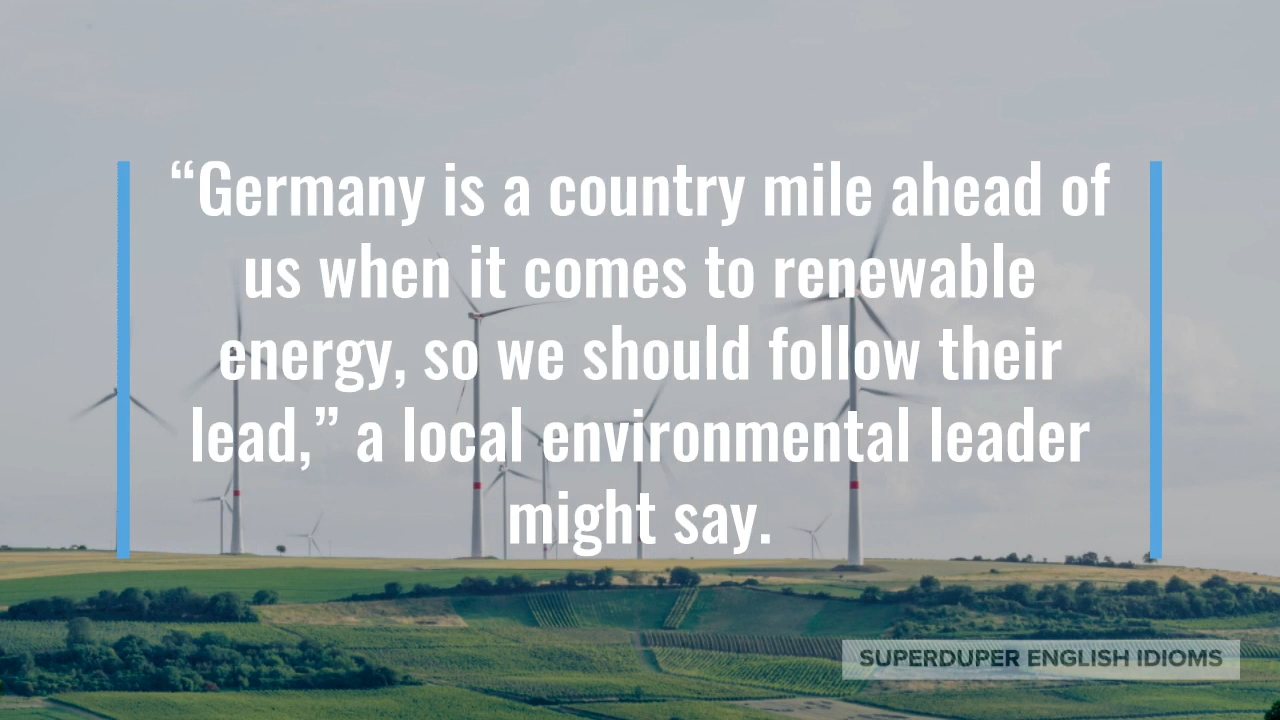 “Germany is a country mile ahead of
us when it comes to renewable
energy, so we should follow their
lead,” a local environmental leader
might say.
SUPERDUPER ENGLISH IDIOMS